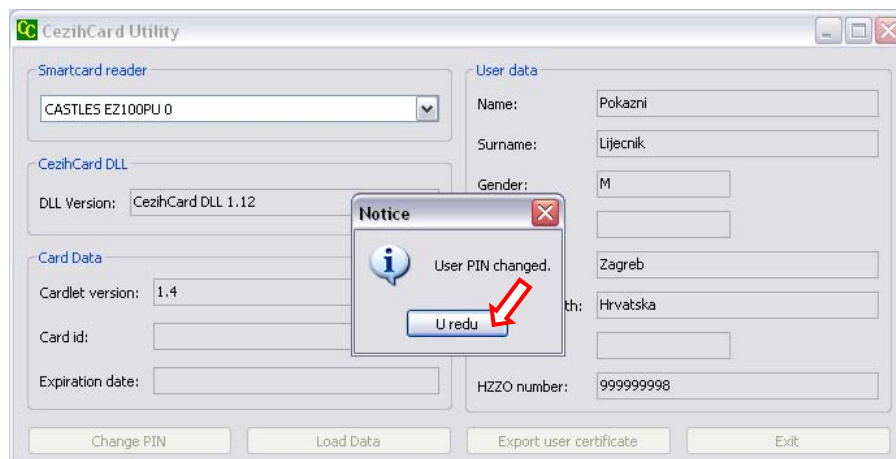 CezihCard Utility
Smartcard reader
CASTLES EZ100PU 0
CezihCard DLL
DLL Version: CezihCard DLL 1.12
Card Data
Cardlet version: 1.4
Card id:
Expiration date:
User data
Name: Pokazni
Surname: Lijecnik
Gender: M
Zagreb
th: Hrvatska
HZZO number: 999999998
Notice
User PIN changed.
U redu
Change PIN
Load Data
Export user certificate
Exit